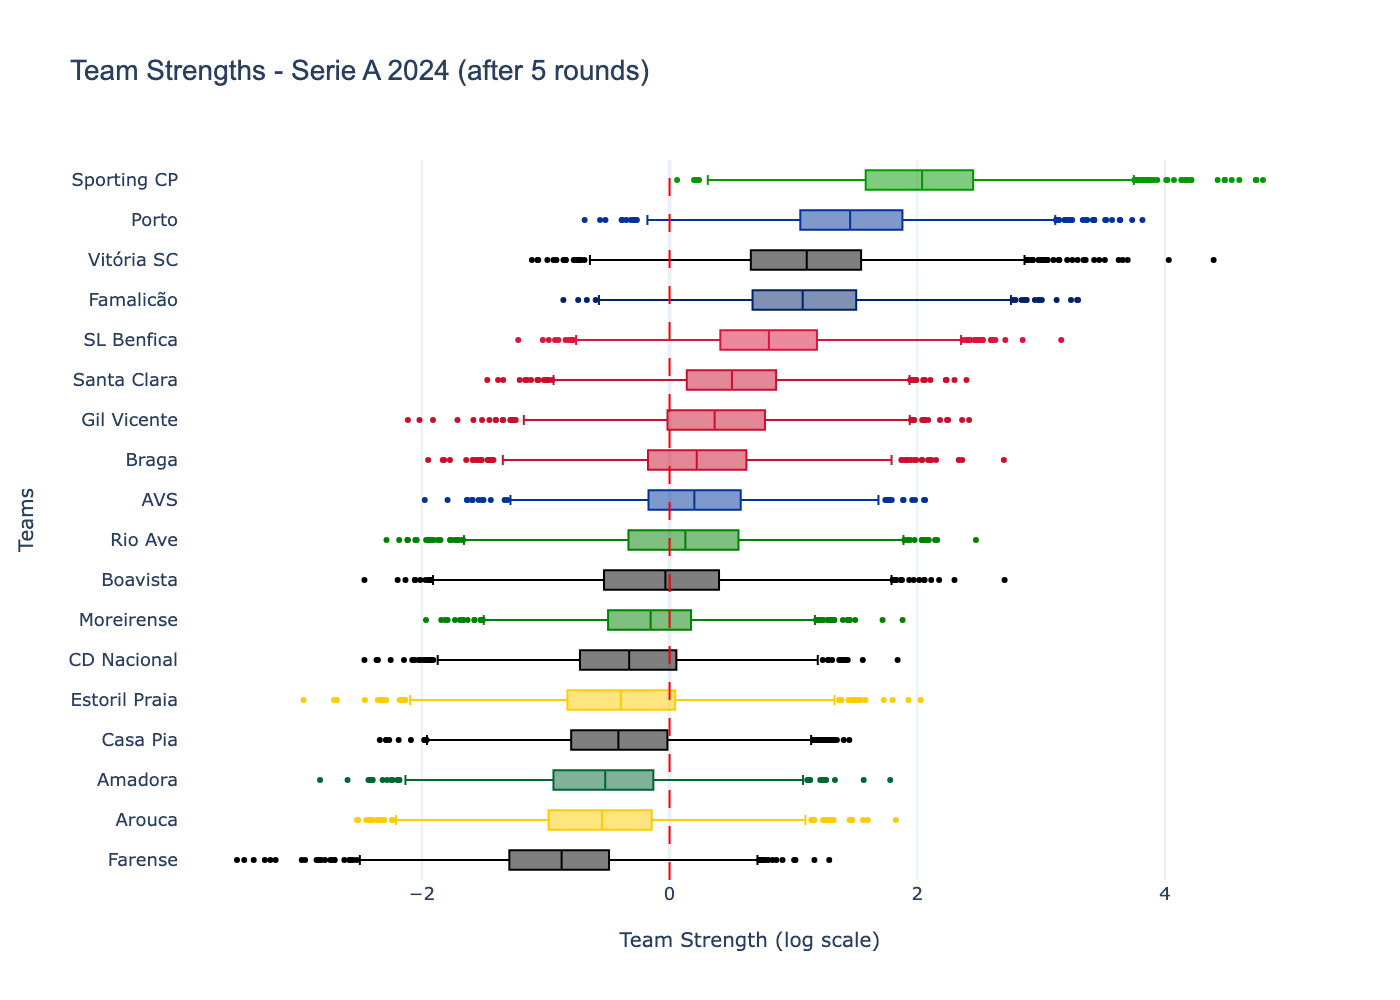 Team Strengths - Serie A 2024 (after 5 rounds)
Sporting CP
Porto
Vitória SC
Famalicão
SL Benfica
Santa Clara
Gil Vicente
Braga
AVS
Rio Ave
Boavista
Moreirense
CD Nacional
Estoril Praia
Casa Pia
Amadora
Arouca
Farense
Teams
−2
0
2
4
Team Strength (log scale)